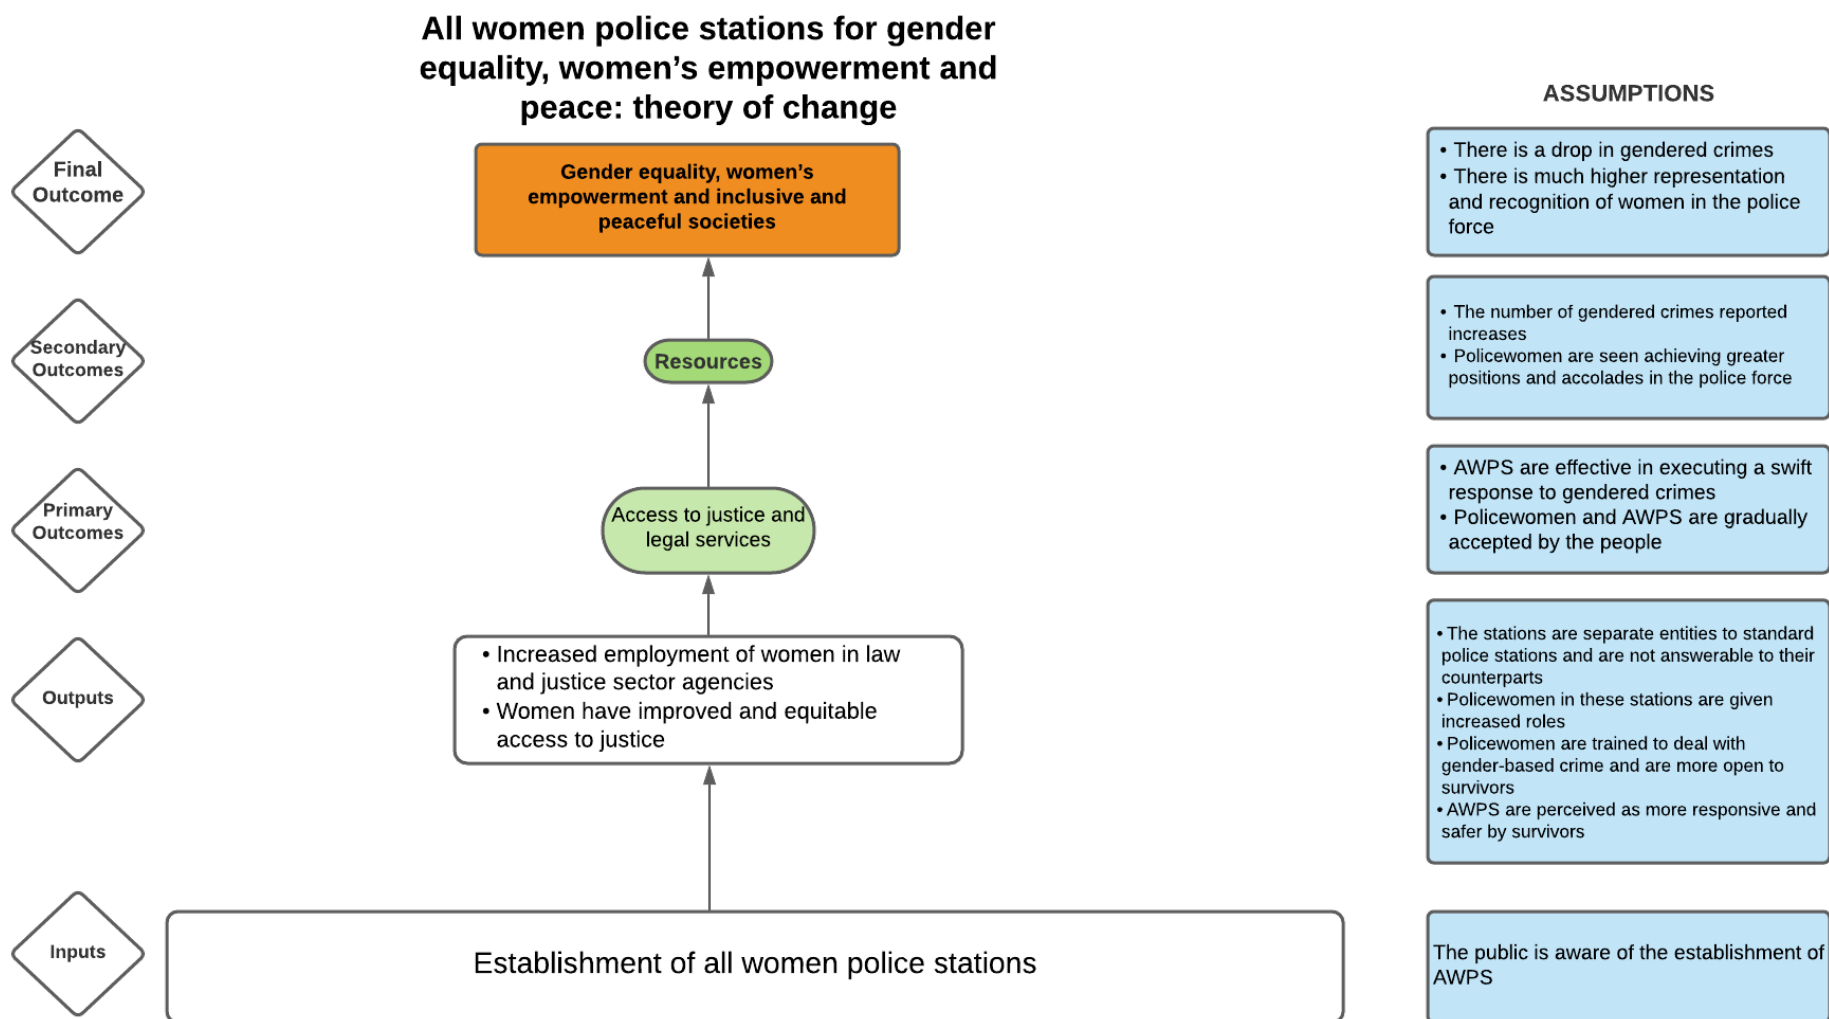 All women police stations for gender
equality, women’s empowerment and
peace: theory of change
ASSUMPTIONS
Final
Outcome
Gender equality, women’s
empowerment and inclusive and
peaceful societies
• There is a drop in gendered crimes
• There is much higher representation
and recognition of women in the police
force
Secondary
Outcomes
Resources
• The number of gendered crimes reported
increases
• Policewomen are seen achieving greater
positions and accolades in the police force
Primary
Outcomes
Access to justice and
legal services
• AWPS are effective in executing a swift
response to gendered crimes
• Policewomen and AWPS are gradually
accepted by the people
Outputs
• Increased employment of women in law
and justice sector agencies
• Women have improved and equitable
access to justice
• The stations are separate entities to standard
police stations and are not answerable to their
counterparts
• Policewomen in these stations are given
increased roles
• Policewomen are trained to deal with
gender-based crime and are more open to
survivors
• AWPS are perceived as more responsive and
safer by survivors
Inputs
Establishment of all women police stations
The public is aware of the establishment of
AWPS